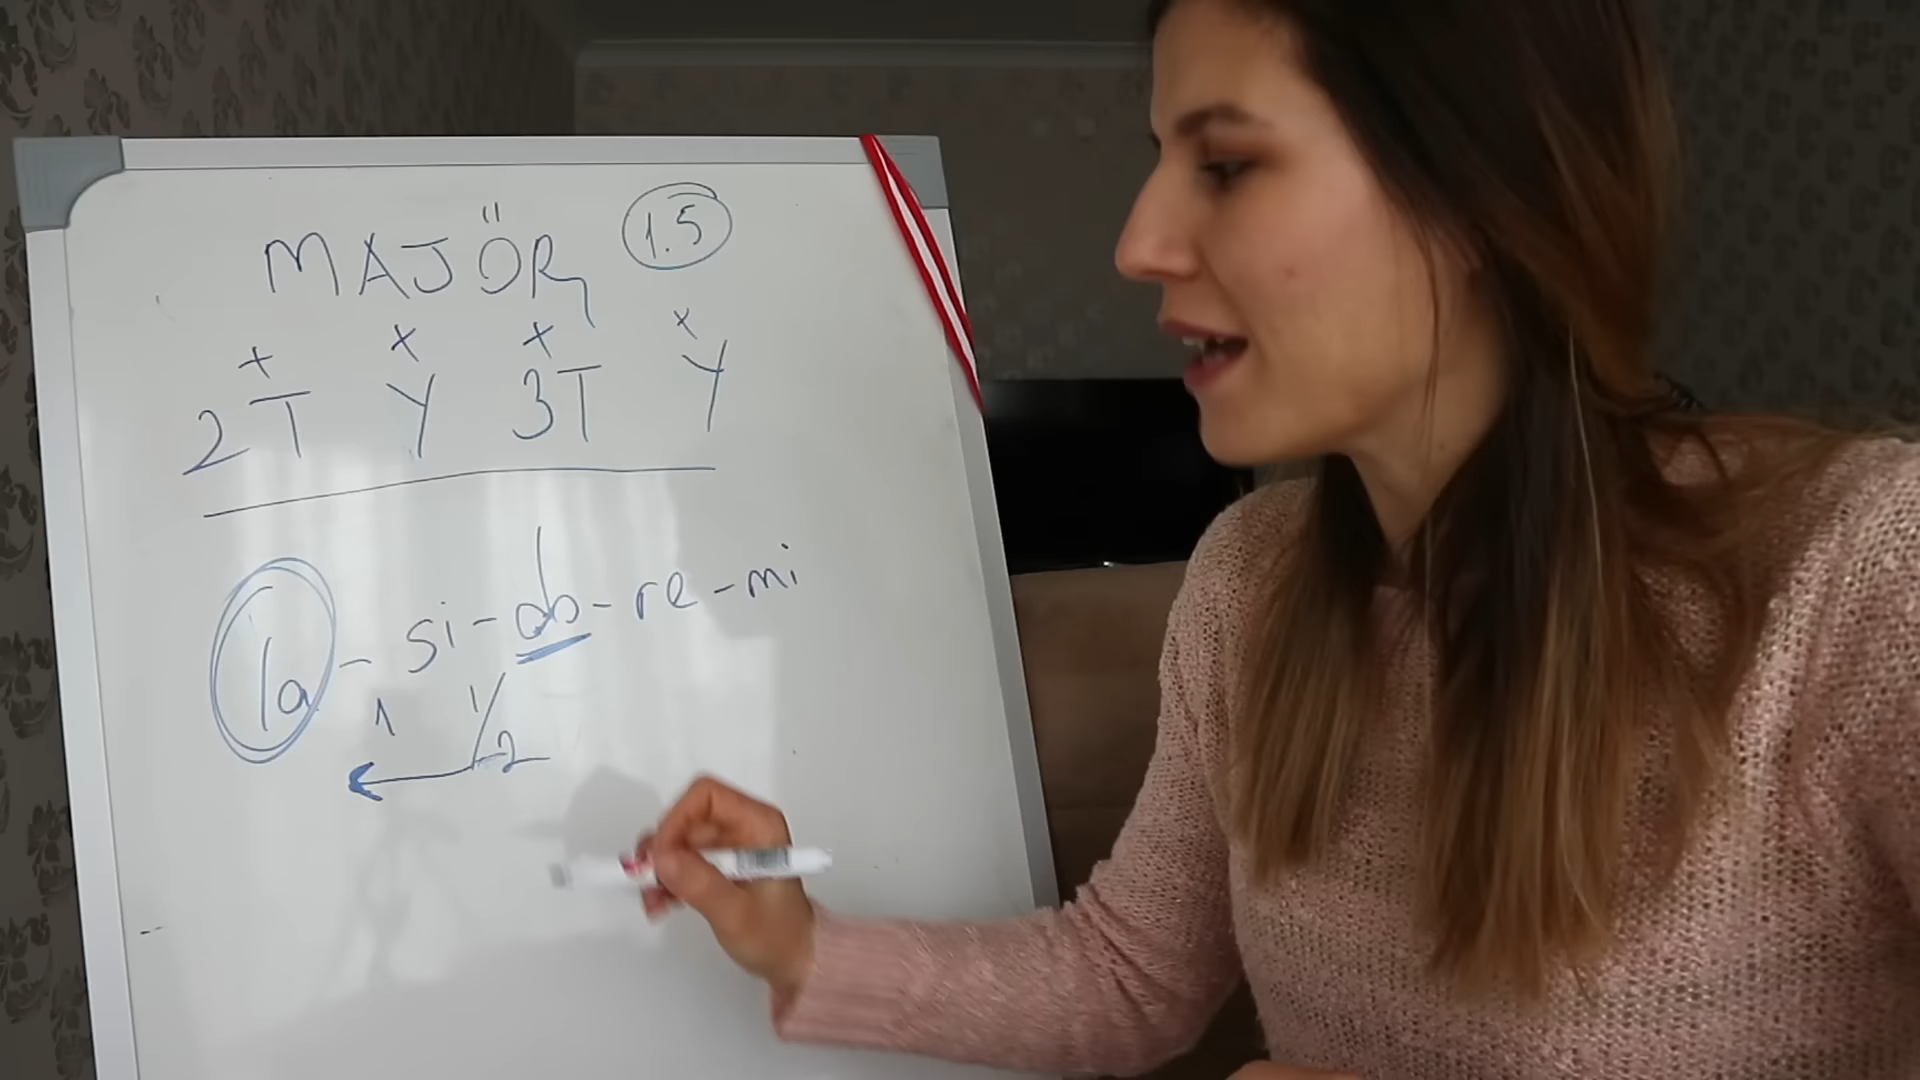 MAJÖR 1.5
+ + + +
2T Y 3T Y
la - si - do - re - mi
1 1/2